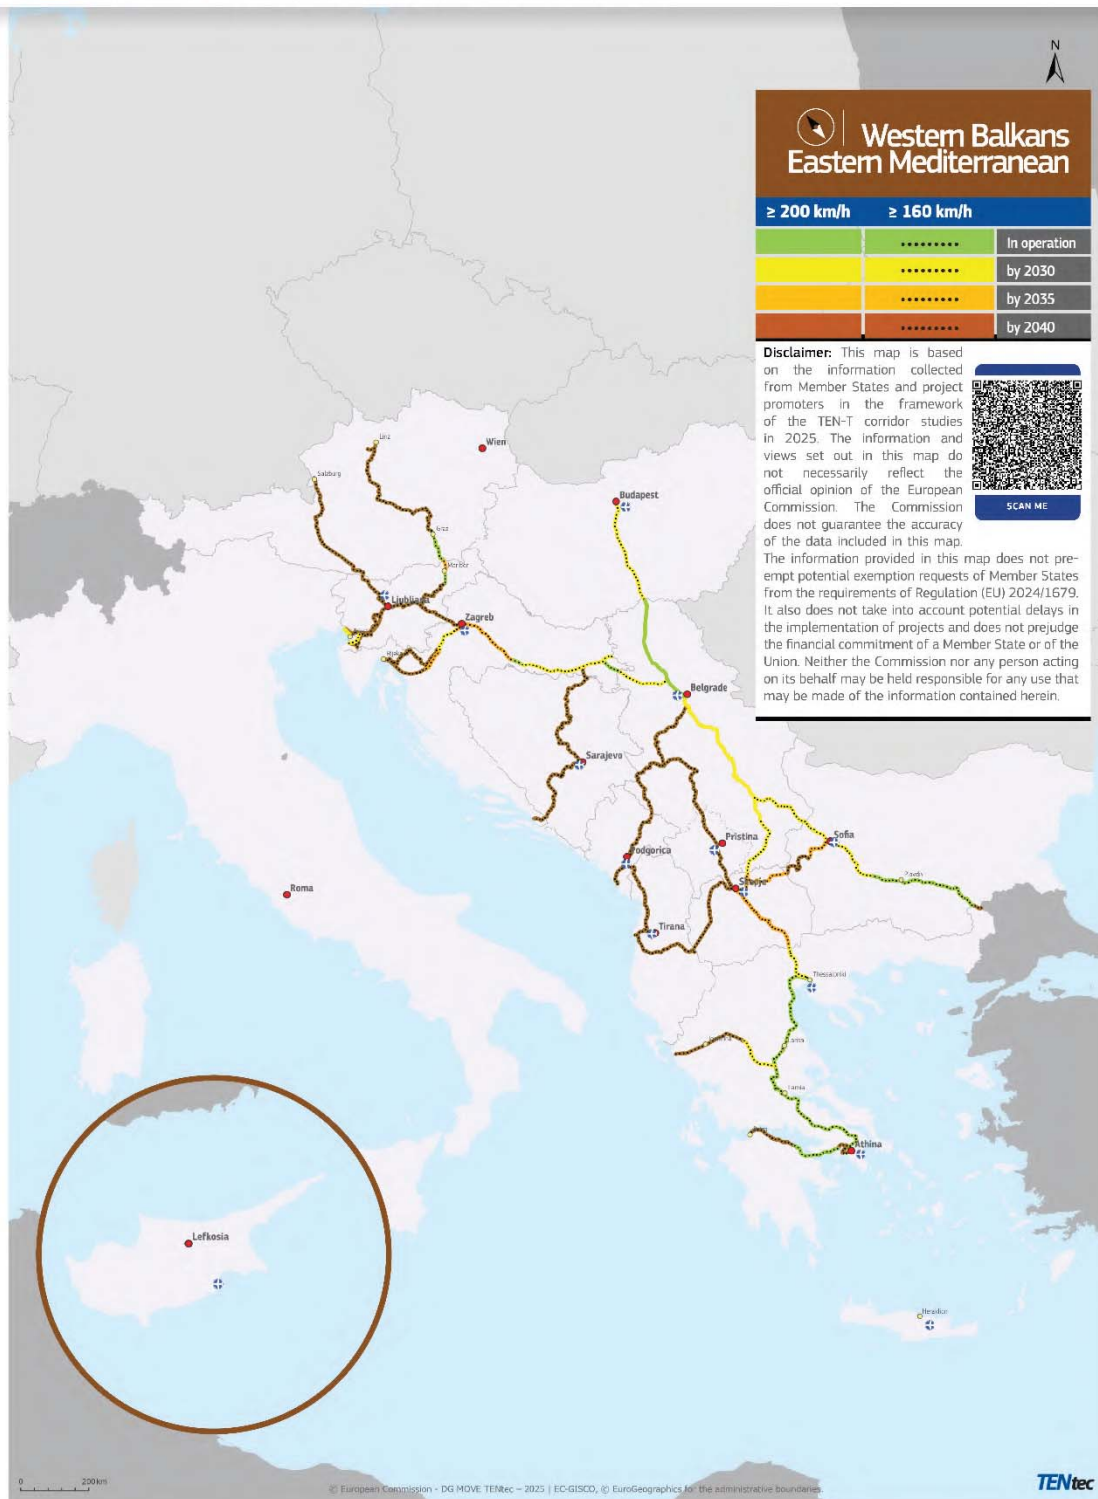 N
Western Balkans
Eastern Mediterranean
≥ 200 km/h ≥ 160 km/h
In operation
by 2030
by 2035
by 2040
Disclaimer: This map is based
on the information collected
from Member States and project
promoters in the framework
of the TEN-T corridor studies
in 2025. The information and
views set out in this map do
not necessarily reflect the
official opinion of the European
Commission. The Commission
does not guarantee the accuracy
of the data included in this map.
The information provided in this map does not pre-
empt potential exemption requests of Member States
from the requirements of Regulation (EU) 2024/1679.
It also does not take into account potential delays in
the implementation of projects and does not prejudge
the financial commitment of a Member State or of the
Union. Neither the Commission nor any person acting
on its behalf may be held responsible for any use that
may be made of the information contained herein.
SCAN ME
Linz
Wien
Salzburg
Budapest
Graz
Maribor
Ljubljana
Zagreb
Belgrade
Sarajevo
Pristina
Sofia
Podgorica
Plovdiv
Skopje
Roma
Tirana
Thessaloniki
Larisa
Lamia
Athina
Lefkosia
Heraklion
0 200 km
© European Commission - DG MOVE TENtec – 2025 | EC-GISCO, © EuroGeographics for the administrative boundaries.
TENtec